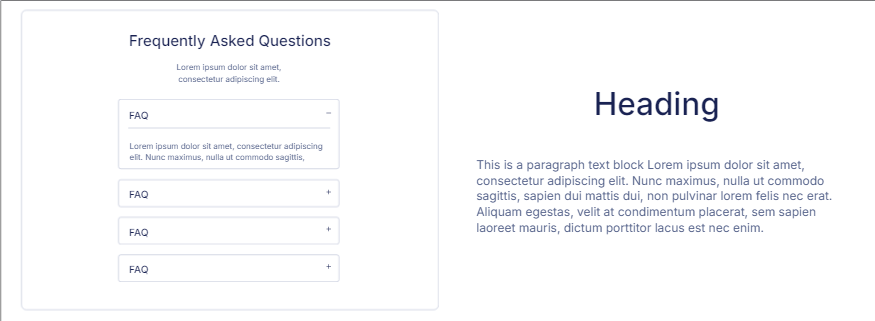 Frequently Asked Questions
Lorem ipsum dolor sit amet,
consectetur adipiscing elit.
FAQ −
Lorem ipsum dolor sit amet, consectetur adipiscing
elit. Nunc maximus, nulla ut commodo sagittis,
FAQ +
FAQ +
FAQ +
Heading
This is a paragraph text block Lorem ipsum dolor sit amet,
consectetur adipiscing elit. Nunc maximus, nulla ut commodo
sagittis, sapien dui mattis dui, non pulvinar lorem felis nec erat.
Aliquam egestas, velit at condimentum placerat, sem sapien
laoreet mauris, dictum porttitor lacus est nec enim.